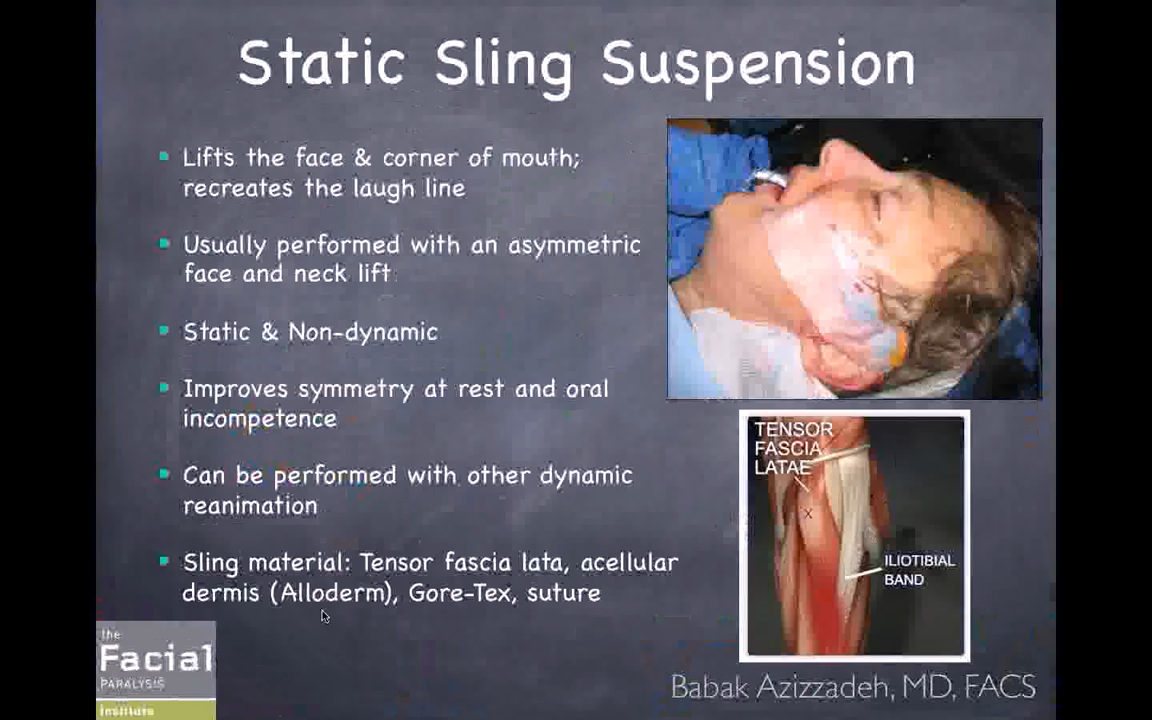 Static Sling Suspension
Lifts the face & corner of mouth;
recreates the laugh line
Usually performed with an asymmetric
face and neck lift
Static & Non-dynamic
Improves symmetry at rest and oral
incompetence
Can be performed with other dynamic
reanimation
Sling material: Tensor fascia lata, acellular
dermis (Alloderm), Gore-Tex, suture
TENSOR
FASCIA
LATAE
X
ILIOTIBIAL
BAND
the
Facial
PARALYSIS
institute
Babak Azizzadeh, MD, FACS